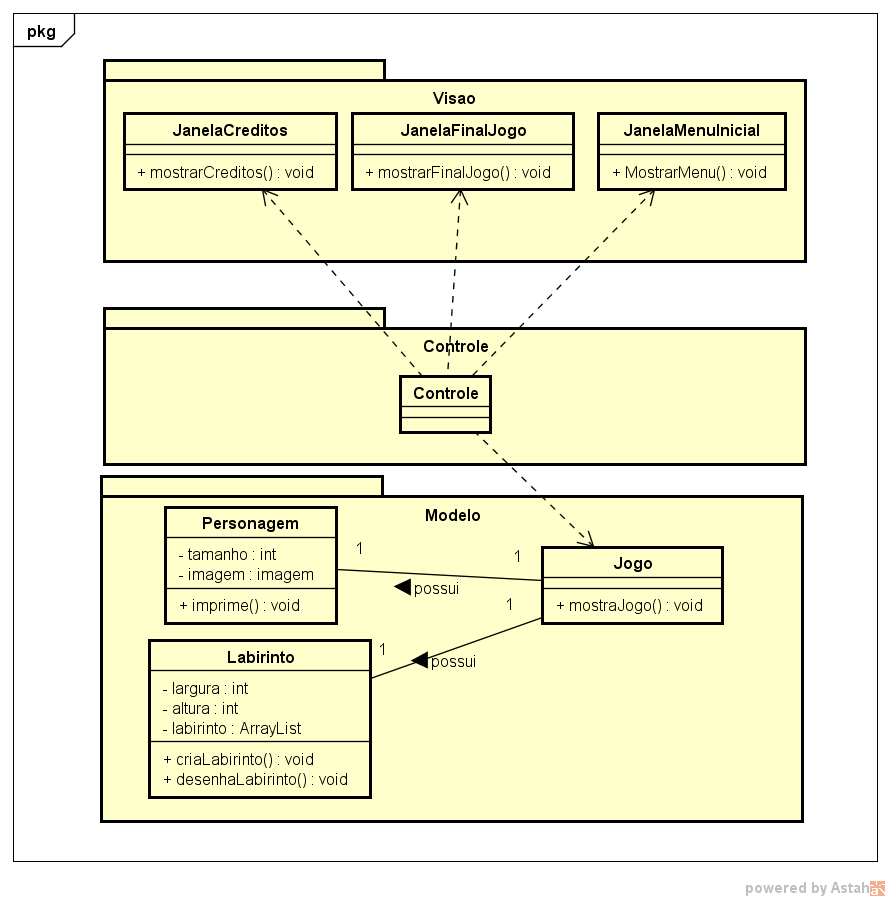 pkg
Visao
JanelaCreditos
+ mostrarCreditos() : void
JanelaFinalJogo
+ mostrarFinalJogo() : void
JanelaMenuInicial
+ MostrarMenu() : void
Controle
Controle
Modelo
Personagem
- tamanho : int
- imagem : imagem
+ imprime() : void
1
1
possui
Jogo
+ mostraJogo() : void
1
1
possui
Labirinto
- largura : int
- altura : int
- labirinto : ArrayList
+ criaLabirinto() : void
+ desenhaLabirinto() : void
powered by Astah